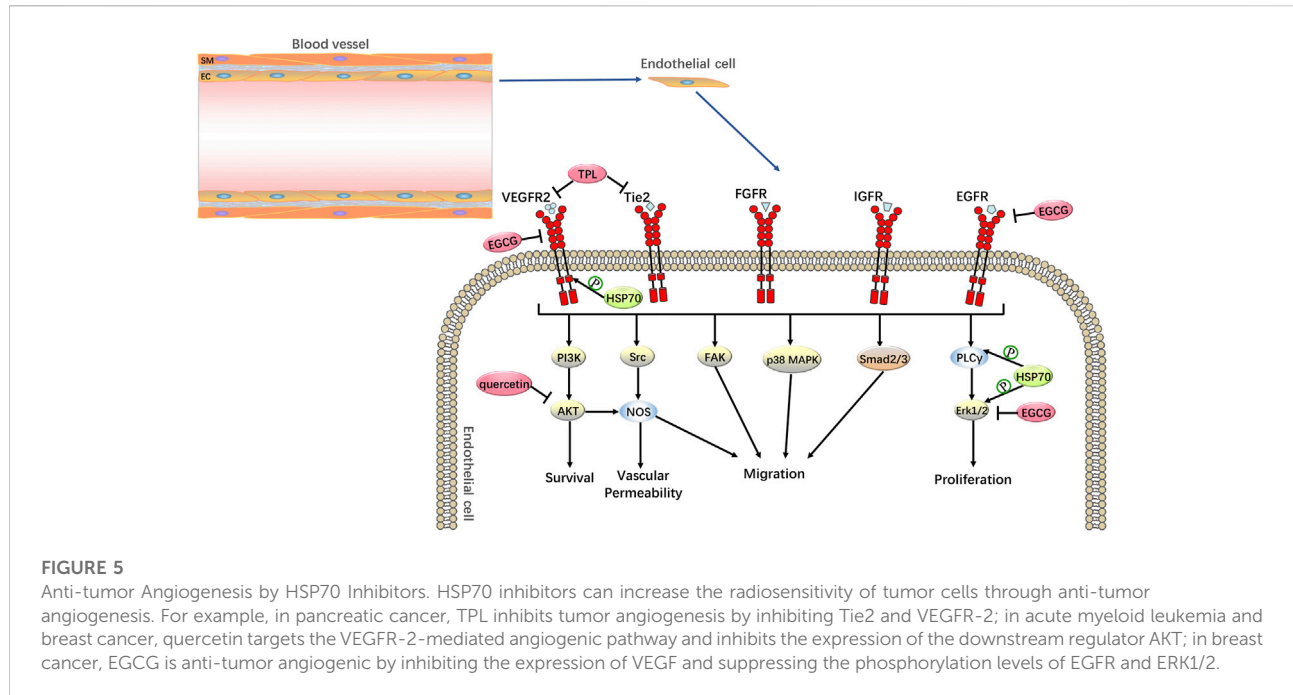 Blood vessel
SM
EC
Endothelial cell
TPL
VEGFR2
Tie2
FGFR
IGFR
EGFR
EGCG
EGCG
P
HSP70
PI3K
Src
FAK
p38 MAPK
Smad2/3
PLCγ
P
HSP70
P
quercetin
AKT
NOS
Erk1/2
EGCG
Survival
Vascular
Permeability
Migration
Proliferation
Endothelial cell
FIGURE 5
Anti-tumor Angiogenesis by HSP70 Inhibitors. HSP70 inhibitors can increase the radiosensitivity of tumor cells through anti-tumor
angiogenesis. For example, in pancreatic cancer, TPL inhibits tumor angiogenesis by inhibiting Tie2 and VEGFR-2; in acute myeloid leukemia and
breast cancer, quercetin targets the VEGFR-2-mediated angiogenic pathway and inhibits the expression of the downstream regulator AKT; in breast
cancer, EGCG is anti-tumor angiogenic by inhibiting the expression of VEGF and suppressing the phosphorylation levels of EGFR and ERK1/2.